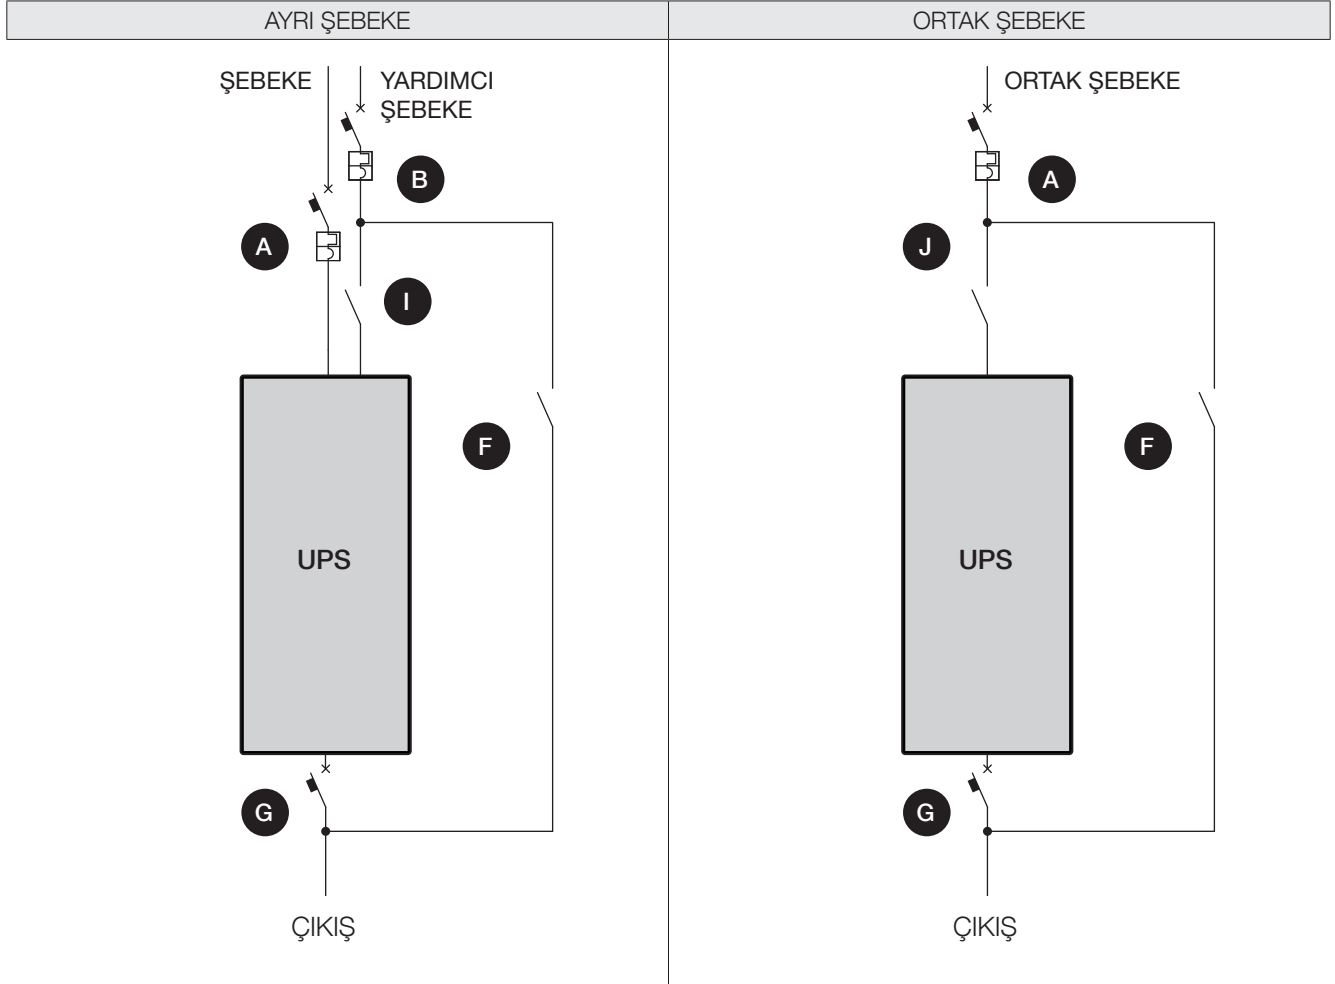 AYRI ŞEBEKE
ORTAK ŞEBEKE
ŞEBEKE
YARDIMCI
ŞEBEKE
B
A
I
F
UPS
G
ÇIKIŞ
ORTAK ŞEBEKE
A
J
F
UPS
G
ÇIKIŞ